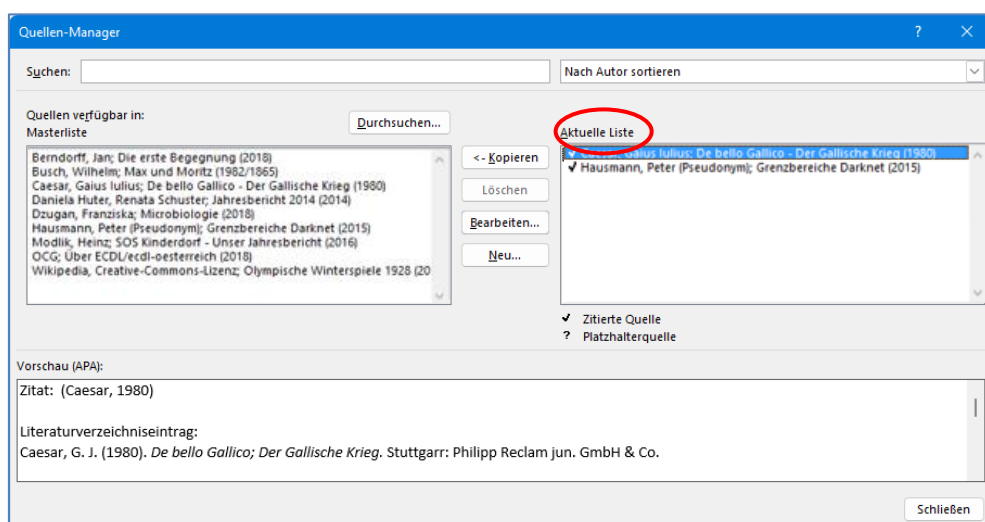 Quellen-Manager
?
Suchen:
Nach Autor sortieren
Quellen verfügbar in:
Masterliste
Durchsuchen...
Aktuelle Liste
Berndorff, Jan; Die erste Begegnung (2018)
Busch, Wilhelm; Max und Moritz (1982/1865)
Caesar, Gaius Iulius; De bello Gallico - Der Gallische Krieg (1980)
Daniela Huter, Renata Schuster; Jahresbericht 2014 (2014)
Dzugan, Franziska; Microbiologie (2018)
Hausmann, Peter (Pseudonym); Grenzbereiche Darknet (2015)
Modlik, Heinz; SOS Kinderdorf - Unser Jahresbericht (2016)
OCG; Über ECDL/ecdl-oesterreich (2018)
Wikipedia, Creative-Commons-Lizenz; Olympische Winterspiele 1928 (20
<- Kopieren
Löschen
Bearbeiten...
Neu...
✔ Caesar, Gaius Iulius; De bello Gallico - Der Gallische Krieg (1980)
✔ Hausmann, Peter (Pseudonym); Grenzbereiche Darknet (2015)
✔ Zitierte Quelle
? Platzhalterquelle
Vorschau (APA):
Zitat: (Caesar, 1980)
Literaturverzeichniseintrag:
Caesar, G. J. (1980). De bello Gallico; Der Gallische Krieg. Stuttgarr: Philipp Reclam jun. GmbH & Co.
Schließen